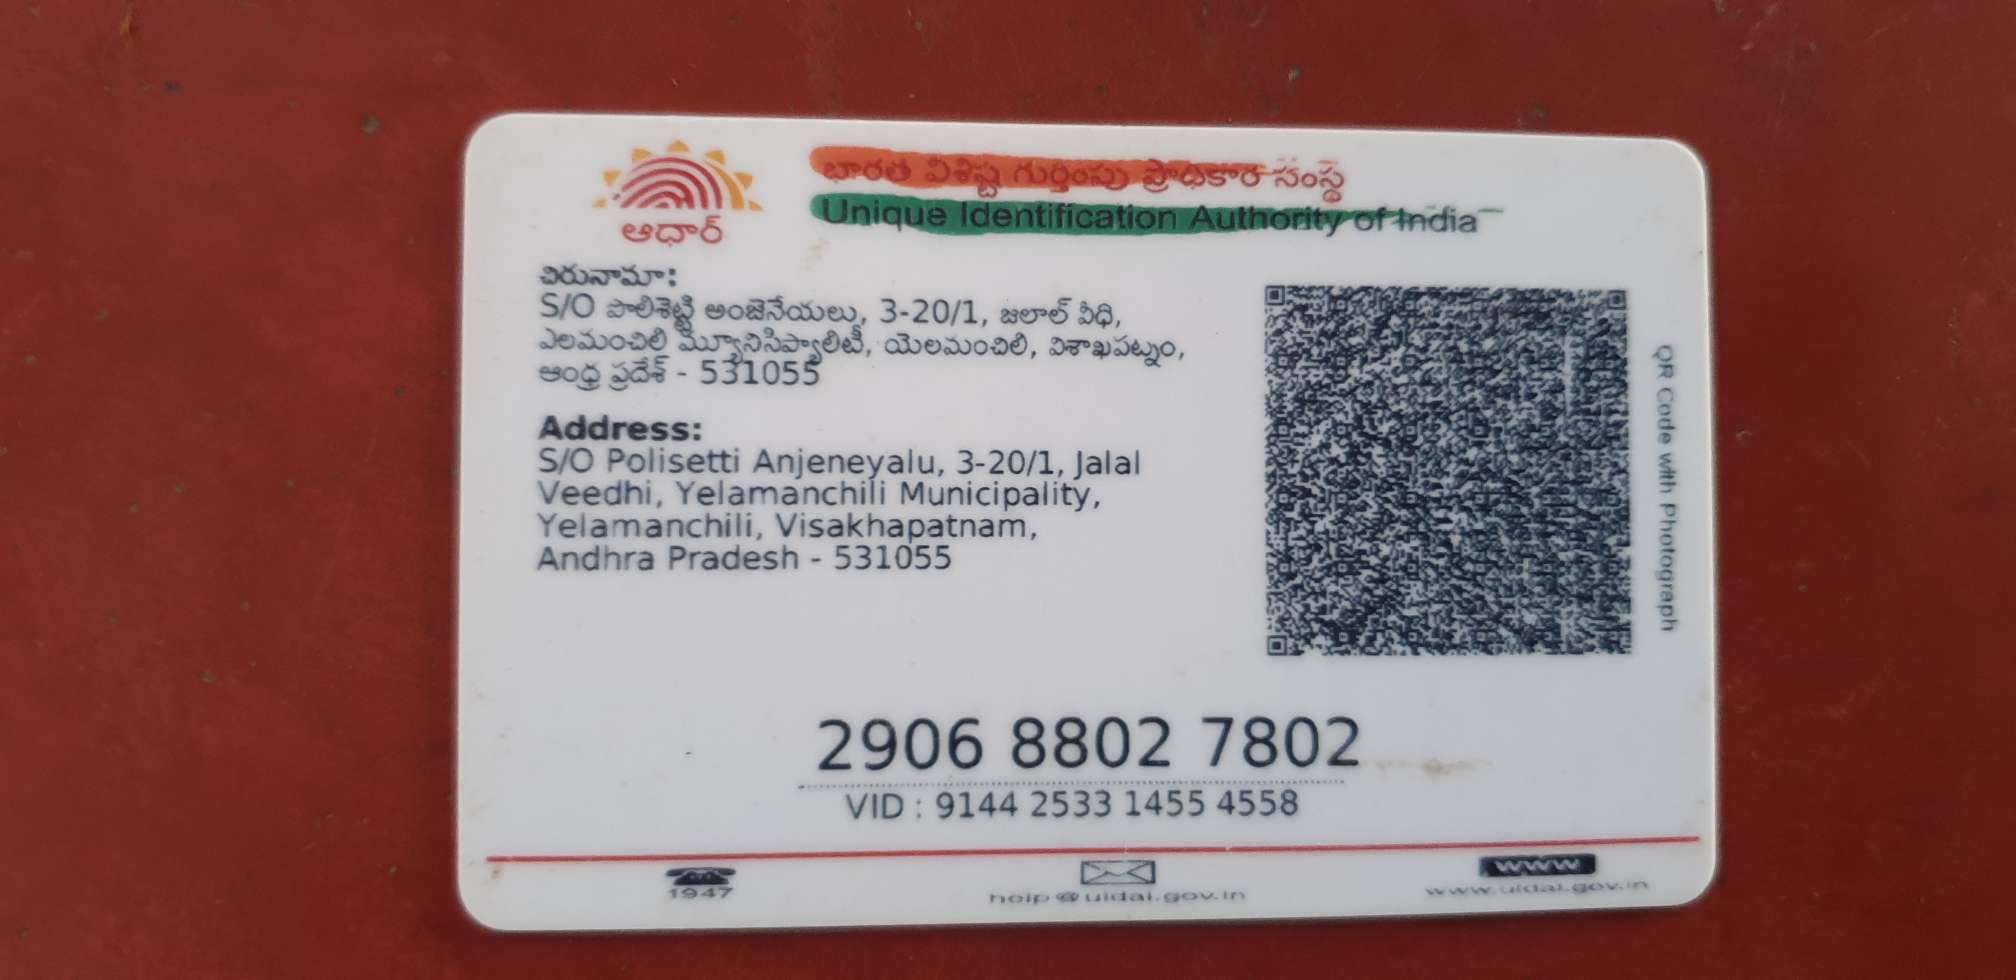 ఆధార్
భారత విశిష్ట గుర్తింపు ప్రాధికార సంస్థ
Unique Identification Authority of India
చిరునామా:
S/O పొలిశెట్టి అంజెనేయలు, 3-20/1, జలాల్ వీధి,
ఎలమంచిలి మ్యూనిసిప్యాలిటీ, యెలమంచిలి, విశాఖపట్నం,
ఆంధ్ర ప్రదేశ్ - 531055
Address:
S/O Polisetti Anjeneyalu, 3-20/1, Jalal
Veedhi, Yelamanchili Municipality,
Yelamanchili, Visakhapatnam,
Andhra Pradesh - 531055
QR Code with Photograph
2906 8802 7802
VID : 9144 2533 1455 4558
1947
help@uidai.gov.in
www
www.uidai.gov.in